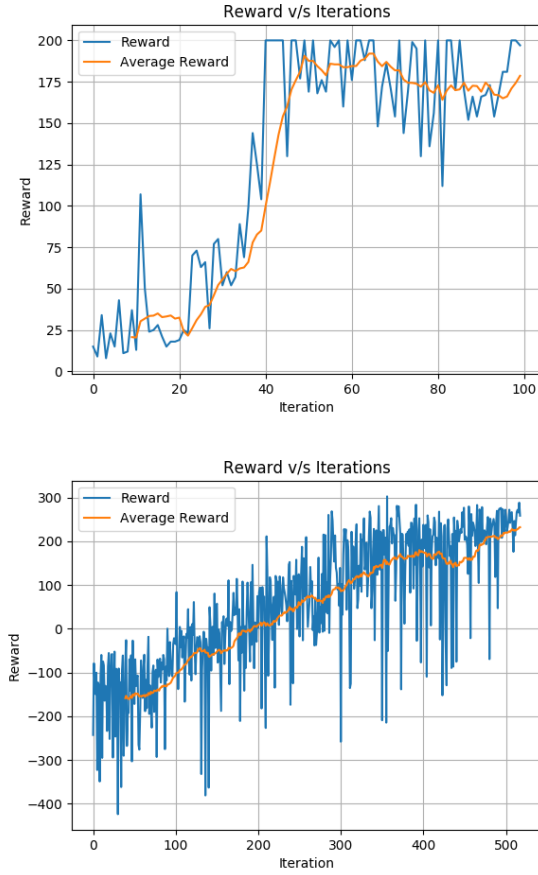 Reward v/s Iterations
Reward
Average Reward
200
175
150
125
100
75
50
25
0
Reward
0 20 40 60 80 100
Iteration
Reward v/s Iterations
Reward
Average Reward
300
200
100
0
−100
−200
−300
−400
Reward
0 100 200 300 400 500
Iteration